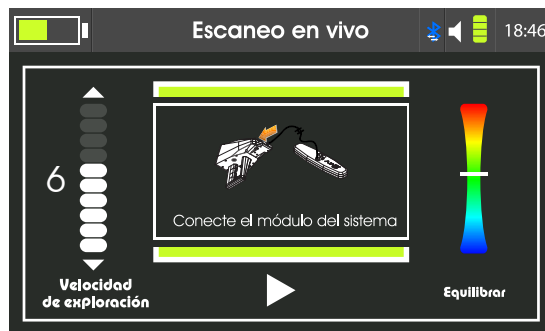 Escaneo en vivo
18:46
6
Conecte el módulo del sistema
Velocidad
de exploración
Equilibrar